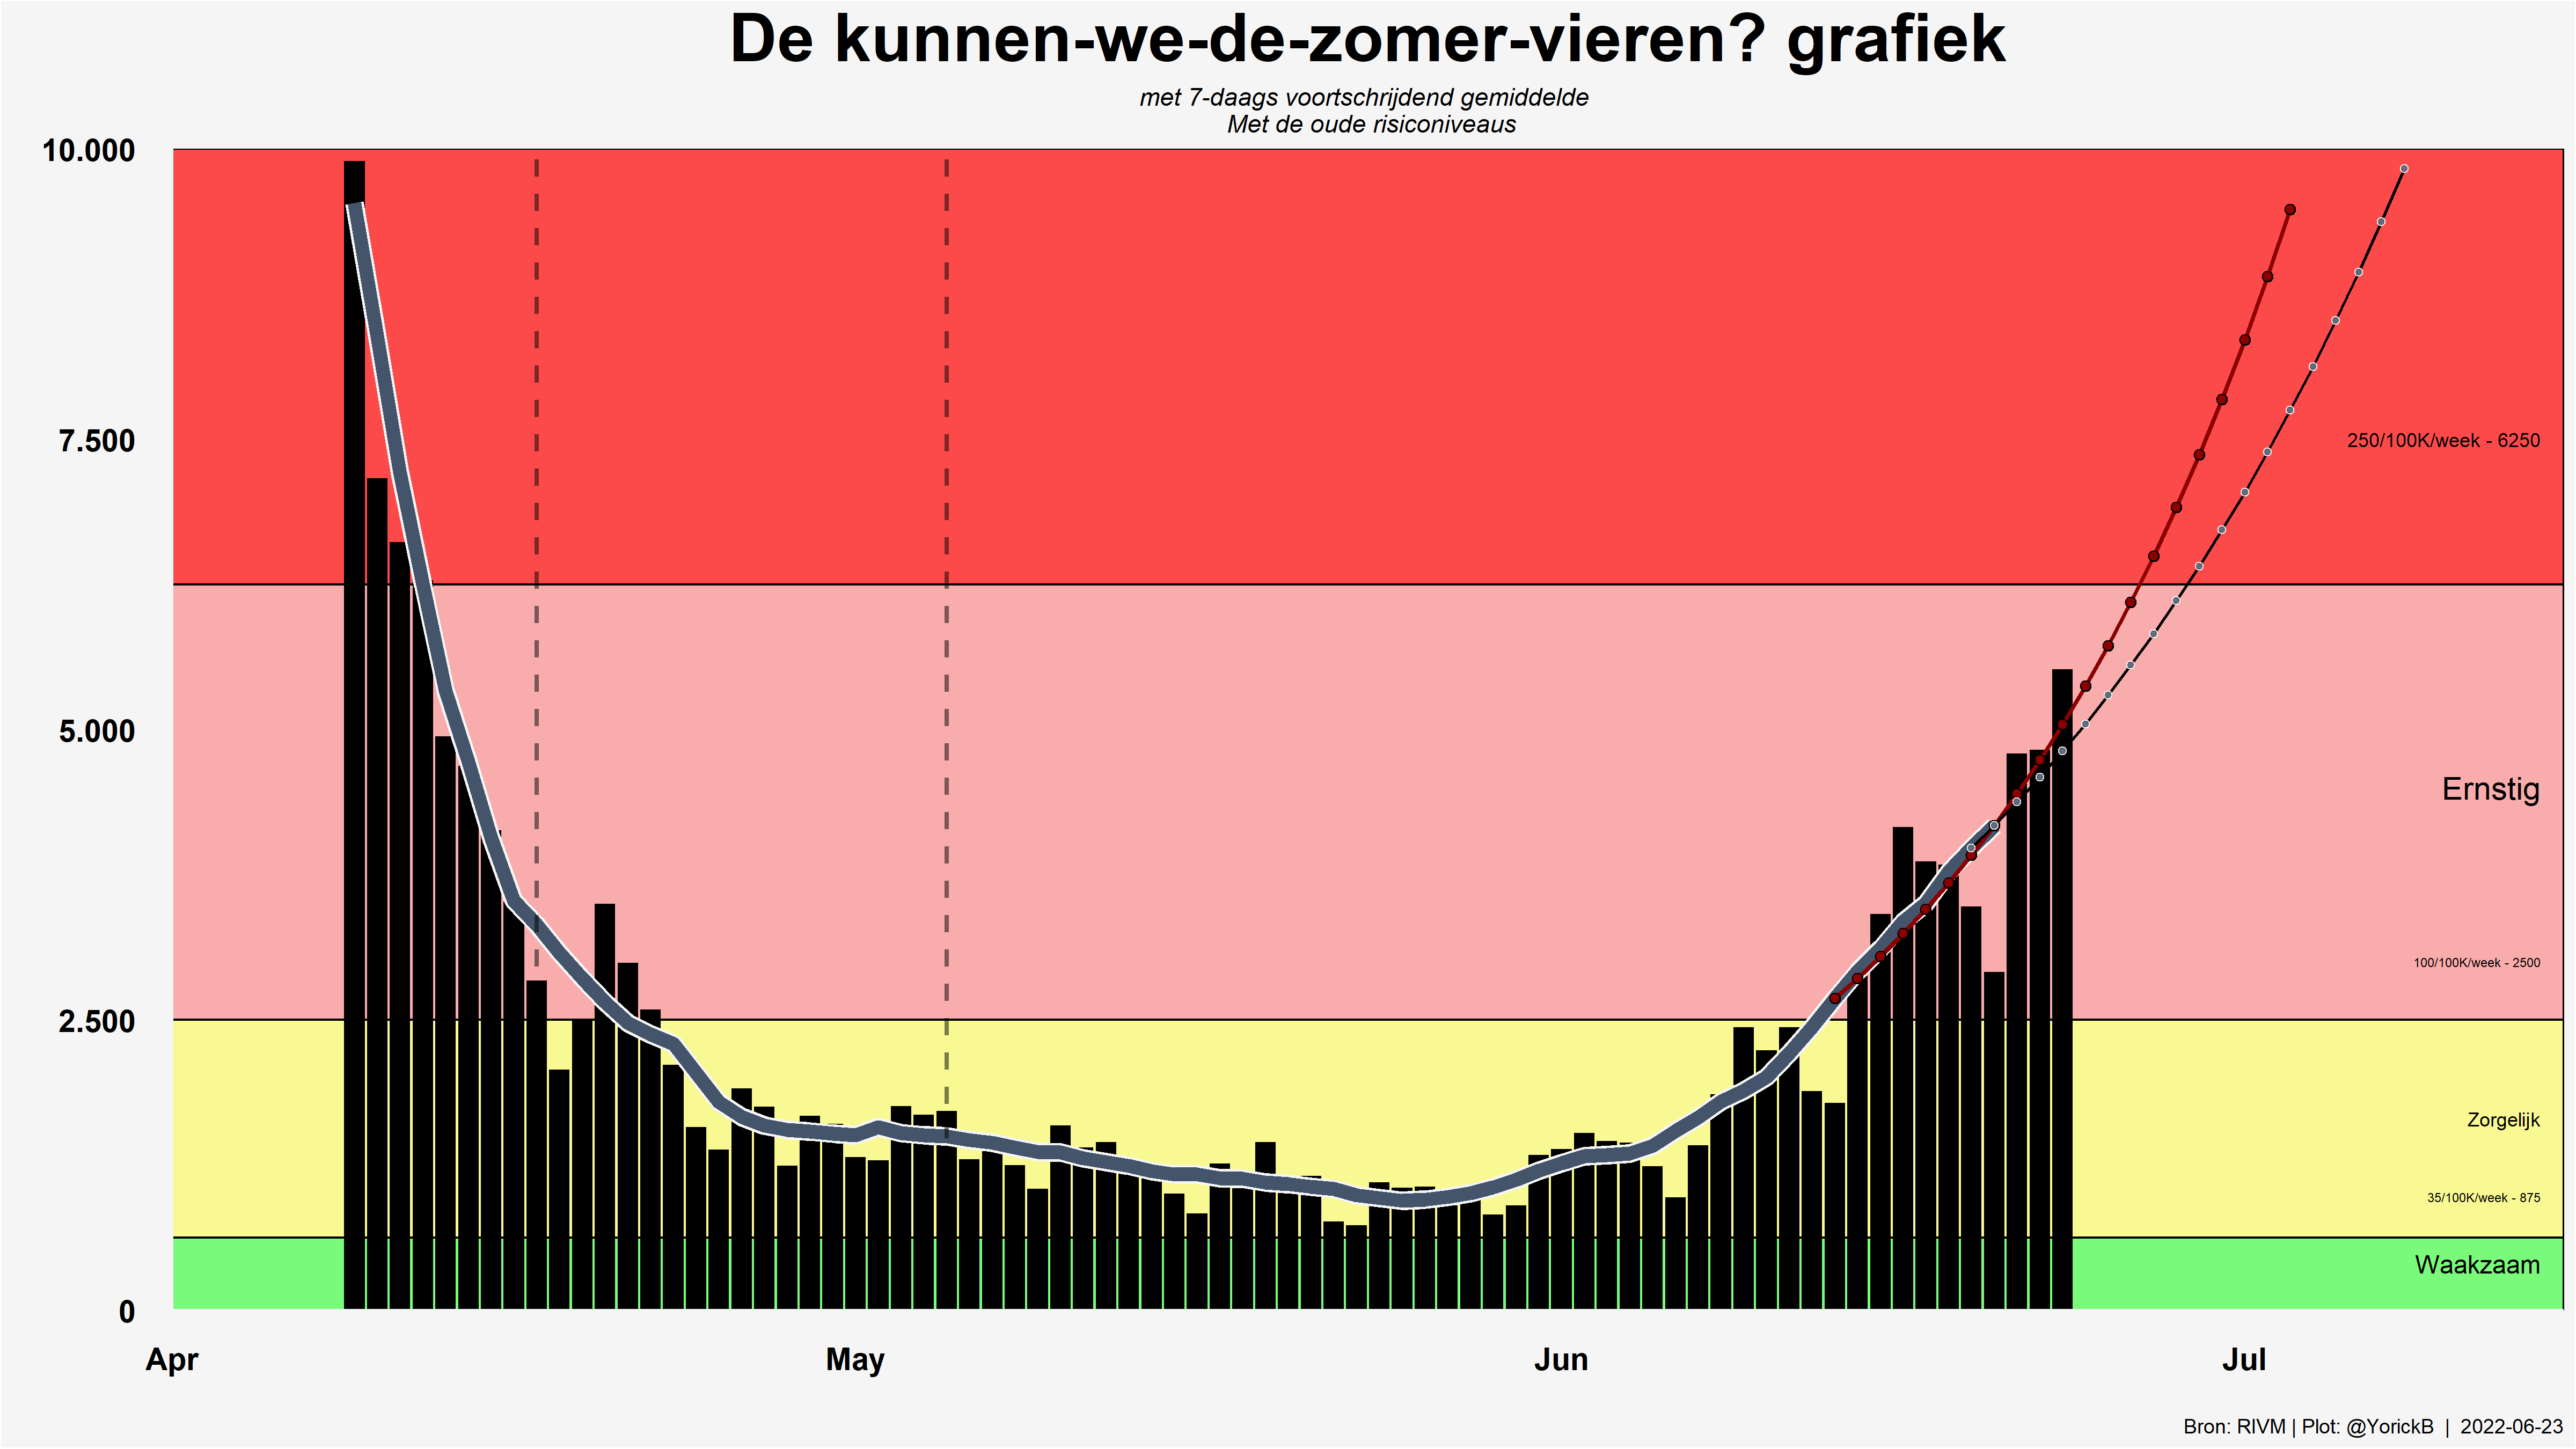 De kunnen-we-de-zomer-vieren? grafiek
met 7-daags voortschrijdend gemiddelde
Met de oude risiconiveaus
10.000
7.500
250/100K/week - 6250
5.000
Ernstig
100/100K/week - 2500
2.500
Zorgelijk
35/100K/week - 875
Waakzaam
0
Apr May Jun Jul
Bron: RIVM | Plot: @YorickB | 2022-06-23